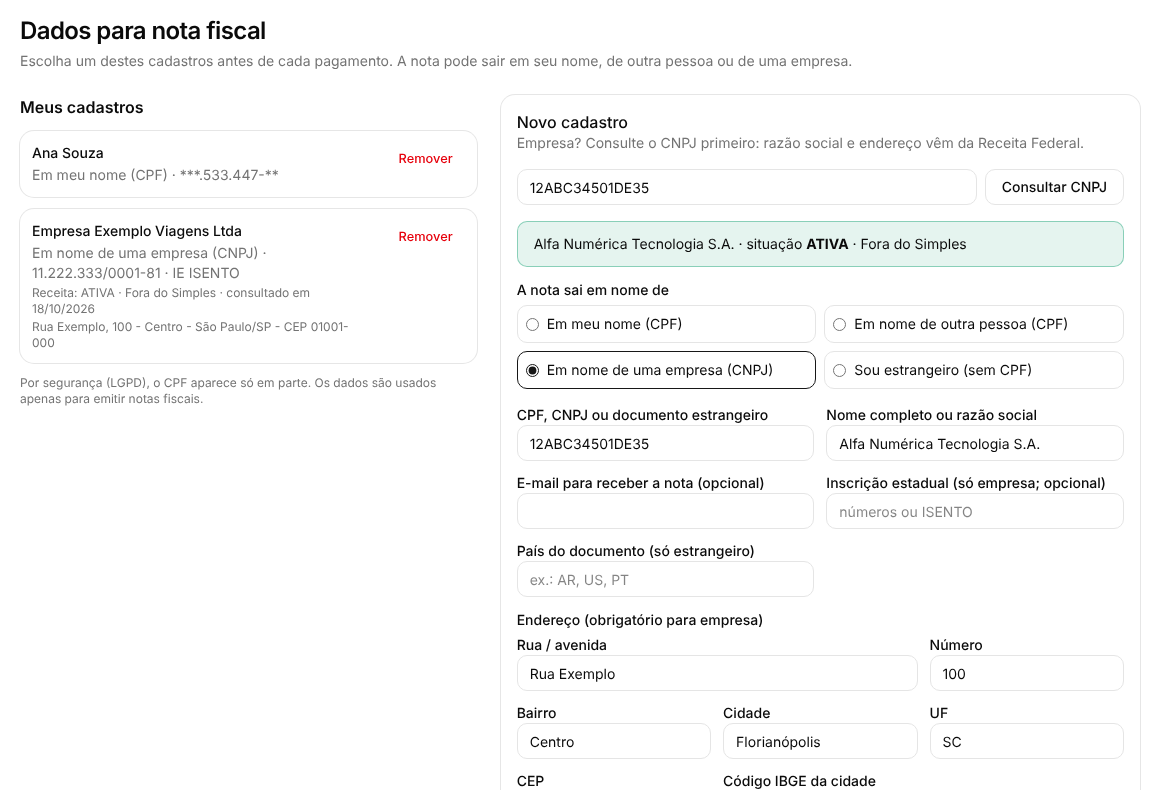 Dados para nota fiscal
Escolha um destes cadastros antes de cada pagamento. A nota pode sair em seu nome, de outra pessoa ou de uma empresa.
Meus cadastros
Ana Souza
Em meu nome (CPF) · ***.533.447-**
Remover
Empresa Exemplo Viagens Ltda
Em nome de uma empresa (CNPJ) ·
11.222.333/0001-81 · IE ISENTO
Receita: ATIVA · Fora do Simples · consultado em
18/10/2026
Rua Exemplo, 100 - Centro - São Paulo/SP - CEP 01001-
000
Remover
Por segurança (LGPD), o CPF aparece só em parte. Os dados são usados
apenas para emitir notas fiscais.
Novo cadastro
Empresa? Consulte o CNPJ primeiro: razão social e endereço vêm da Receita Federal.
12ABC34501DE35
Consultar CNPJ
Alfa Numérica Tecnologia S.A. · situação ATIVA · Fora do Simples
A nota sai em nome de
Em meu nome (CPF)
Em nome de outra pessoa (CPF)
Em nome de uma empresa (CNPJ)
Sou estrangeiro (sem CPF)
CPF, CNPJ ou documento estrangeiro
Nome completo ou razão social
12ABC34501DE35
Alfa Numérica Tecnologia S.A.
E-mail para receber a nota (opcional)
Inscrição estadual (só empresa; opcional)
números ou ISENTO
País do documento (só estrangeiro)
ex.: AR, US, PT
Endereço (obrigatório para empresa)
Rua / avenida
Número
Rua Exemplo
100
Bairro
Cidade
UF
Centro
Florianópolis
SC
CEP
Código IBGE da cidade